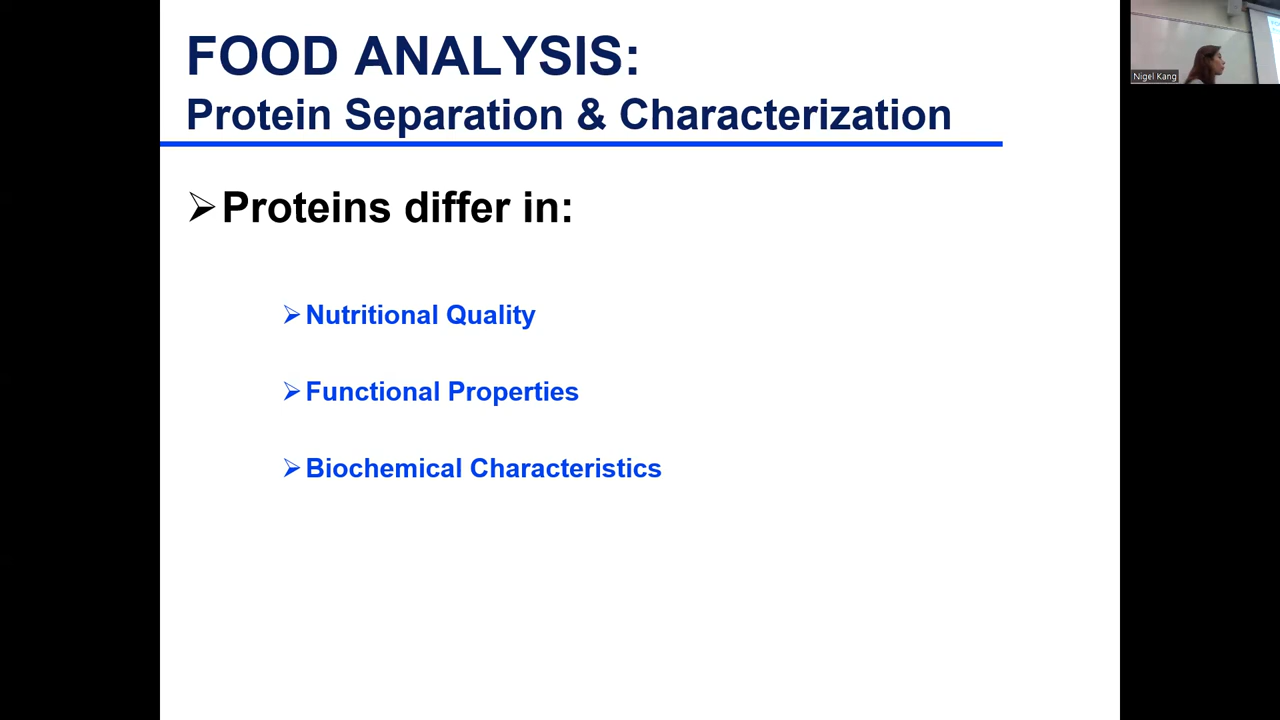 FOOD ANALYSIS:
Protein Separation & Characterization
Proteins differ in:
Nutritional Quality
Functional Properties
Biochemical Characteristics
Nigel Kang